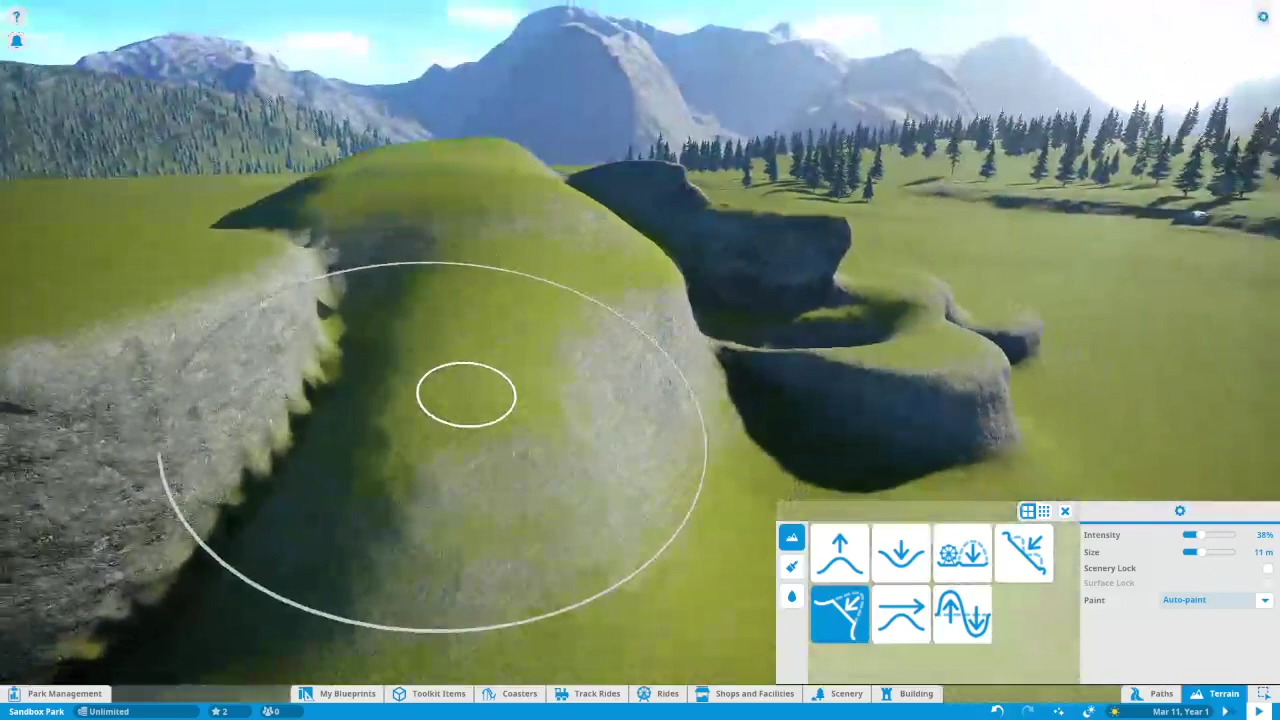 ?
Intensity 38%
Size 11 m
Scenery Lock
Surface Lock
Paint Auto-paint
Park Management My Blueprints Toolkit Items Coasters Track Rides Rides Shops and Facilities Scenery Building Paths Terrain
Sandbox Park Unlimited 2 0 Mar 11, Year 1